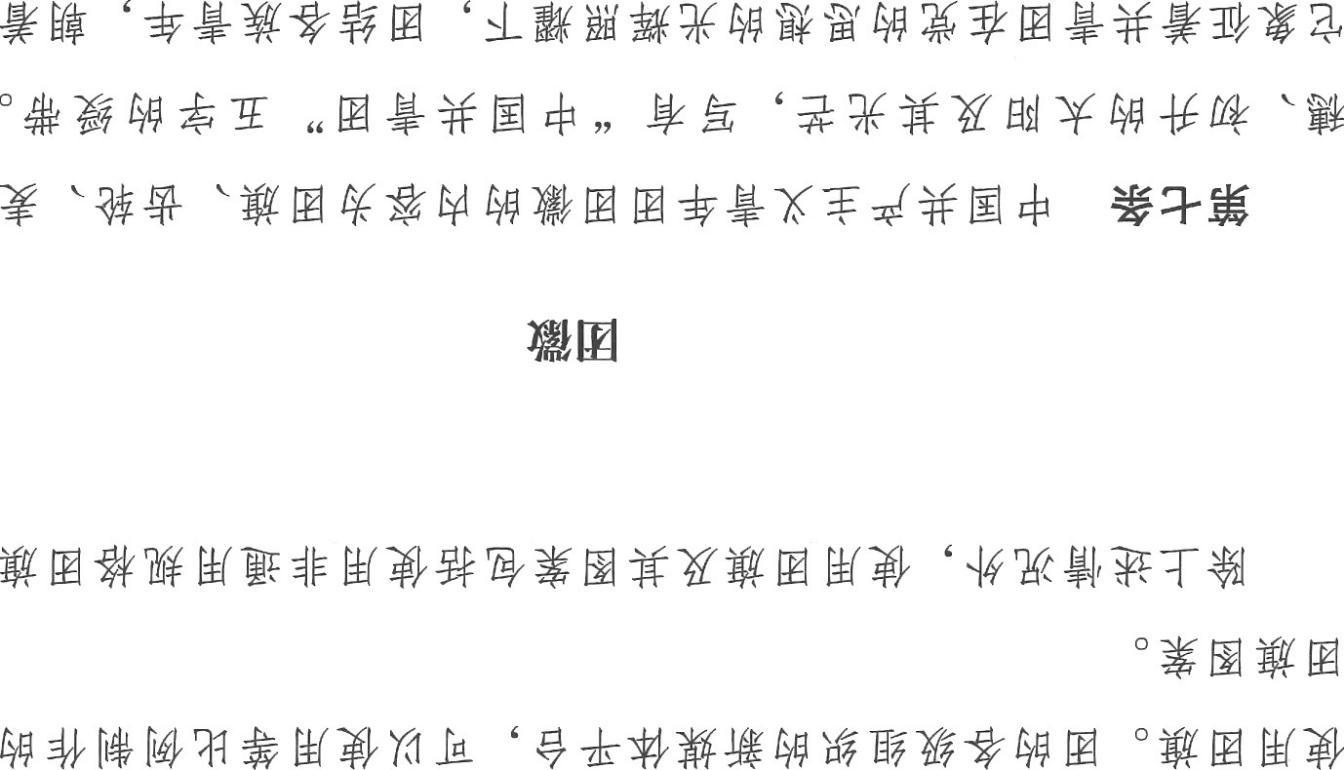 使用团旗。团的各级组织的新媒体平台，可以使用等比例制作的
团旗图案。
除上述情况外，使用团旗及其图案包括使用非通用规格团旗
团徽
第七条　中国共产主义青年团团徽的内容为团旗、齿轮、麦
穗、初升的太阳及其光芒，写有“中国共青团”五字的绶带。
它象征着共青团在党的思想的光辉照耀下，团结各族青年，朝着